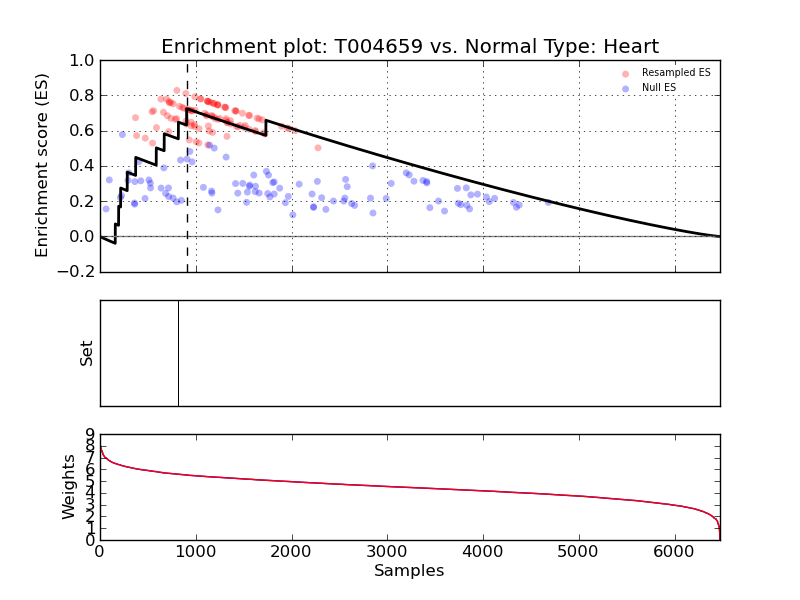 Enrichment plot: T004659 vs. Normal Type: Heart
1.0
0.8
0.6
0.4
0.2
0.0
−0.2
Enrichment score (ES)
Resampled ES
Null ES
Set
9
8
7
6
5
4
3
2
1
0
Weights
0 1000 2000 3000 4000 5000 6000
Samples